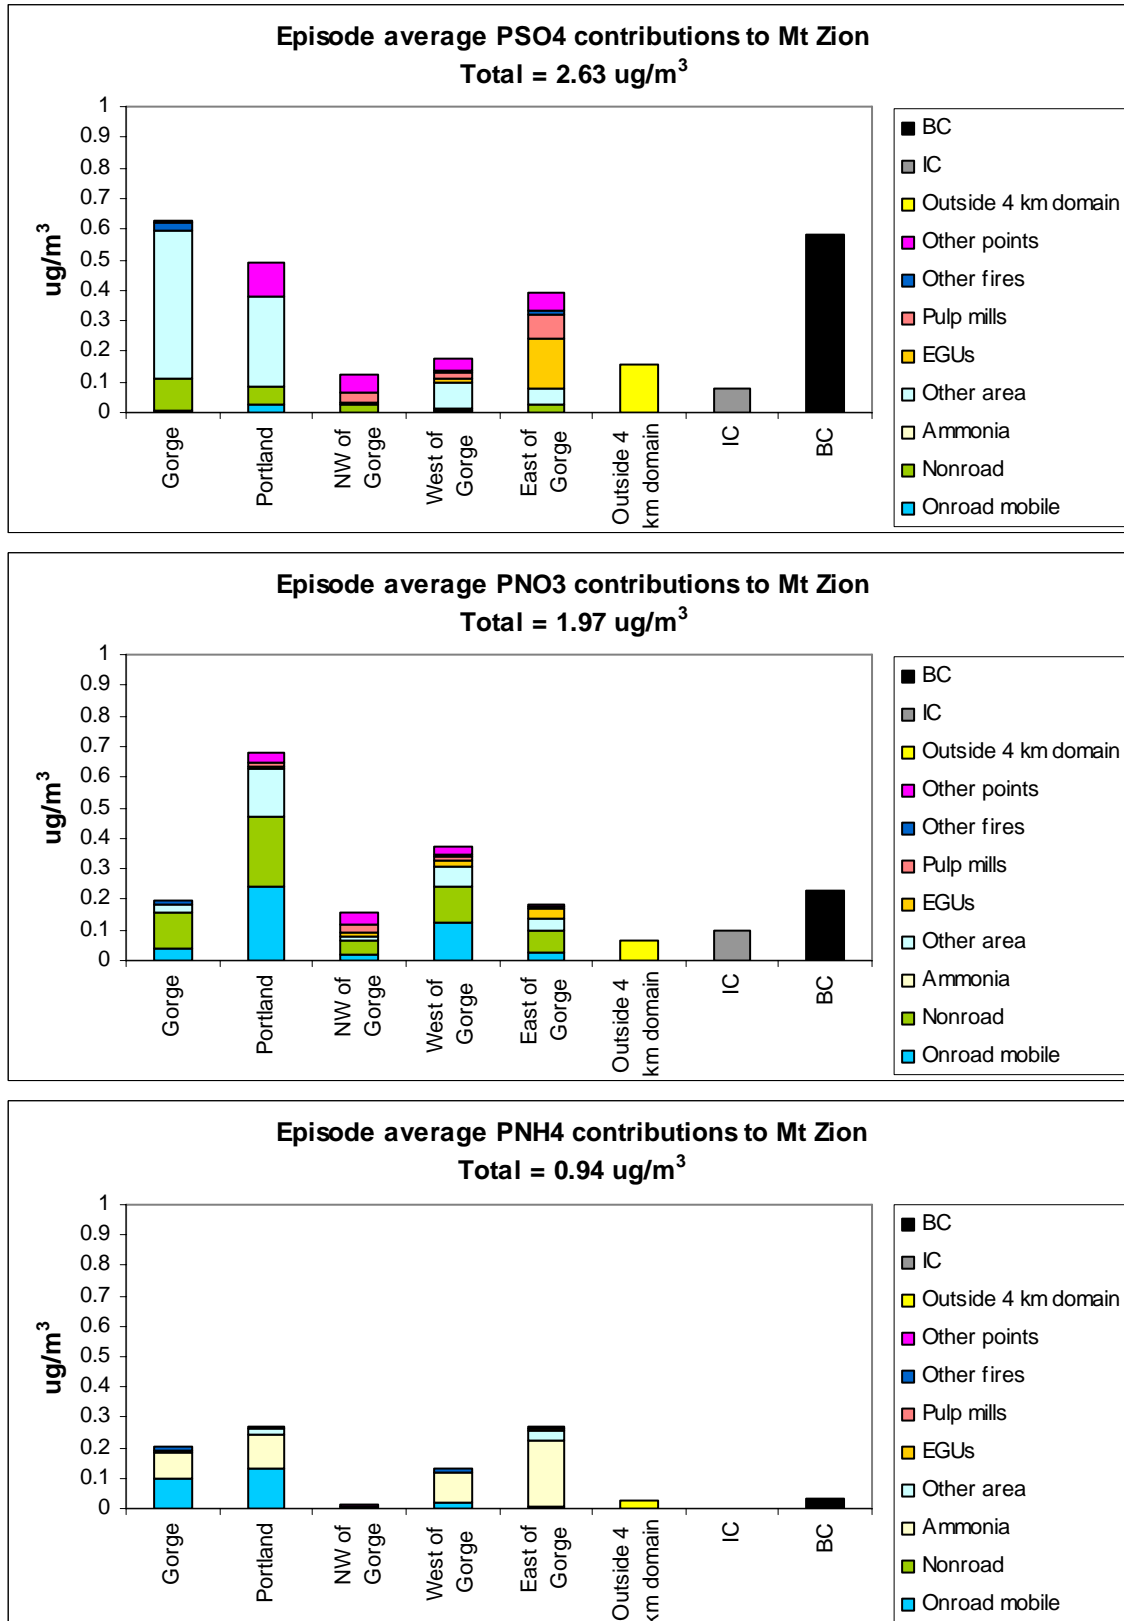 Episode average PSO4 contributions to Mt Zion
Total = 2.63 ug/m³
ug/m³
1
0.9
0.8
0.7
0.6
0.5
0.4
0.3
0.2
0.1
0
Gorge
Portland
NW of
Gorge
West of
Gorge
East of
Gorge
Outside 4
km domain
IC
BC
BC
IC
Outside 4 km domain
Other points
Other fires
Pulp mills
EGUs
Other area
Ammonia
Nonroad
Onroad mobile
Episode average PNO3 contributions to Mt Zion
Total = 1.97 ug/m³
ug/m³
1
0.9
0.8
0.7
0.6
0.5
0.4
0.3
0.2
0.1
0
Gorge
Portland
NW of
Gorge
West of
Gorge
East of
Gorge
Outside 4
km domain
IC
BC
BC
IC
Outside 4 km domain
Other points
Other fires
Pulp mills
EGUs
Other area
Ammonia
Nonroad
Onroad mobile
Episode average PNH4 contributions to Mt Zion
Total = 0.94 ug/m³
ug/m³
1
0.9
0.8
0.7
0.6
0.5
0.4
0.3
0.2
0.1
0
Gorge
Portland
NW of
Gorge
West of
Gorge
East of
Gorge
Outside 4
km domain
IC
BC
BC
IC
Outside 4 km domain
Other points
Other fires
Pulp mills
EGUs
Other area
Ammonia
Nonroad
Onroad mobile